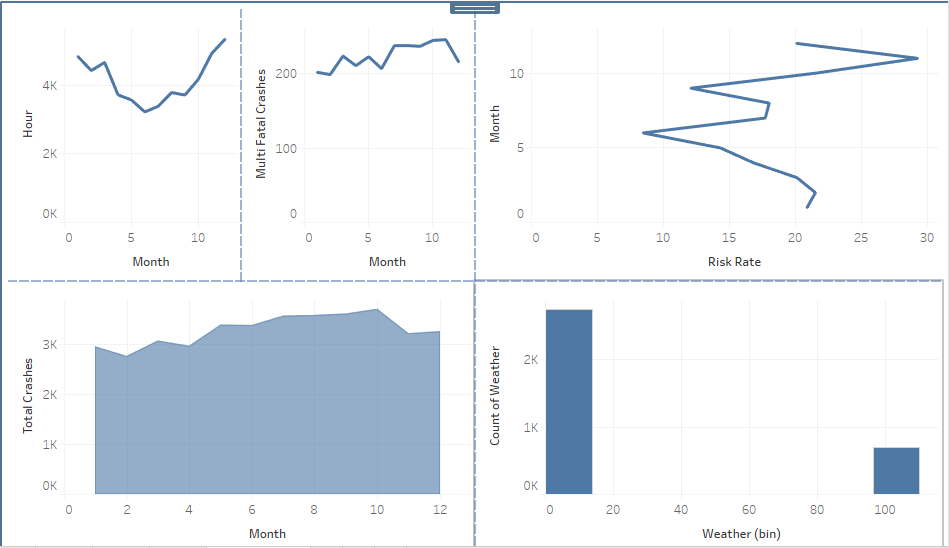 Hour
4K
2K
0K
0 5 10
Month
Multi Fatal Crashes
200
100
0
0 5 10
Month
Month
10
5
0
0 5 10 15 20 25 30
Risk Rate
Total Crashes
3K
2K
1K
0K
0 2 4 6 8 10 12
Month
Count of Weather
2K
1K
0K
0 20 40 60 80 100
Weather (bin)